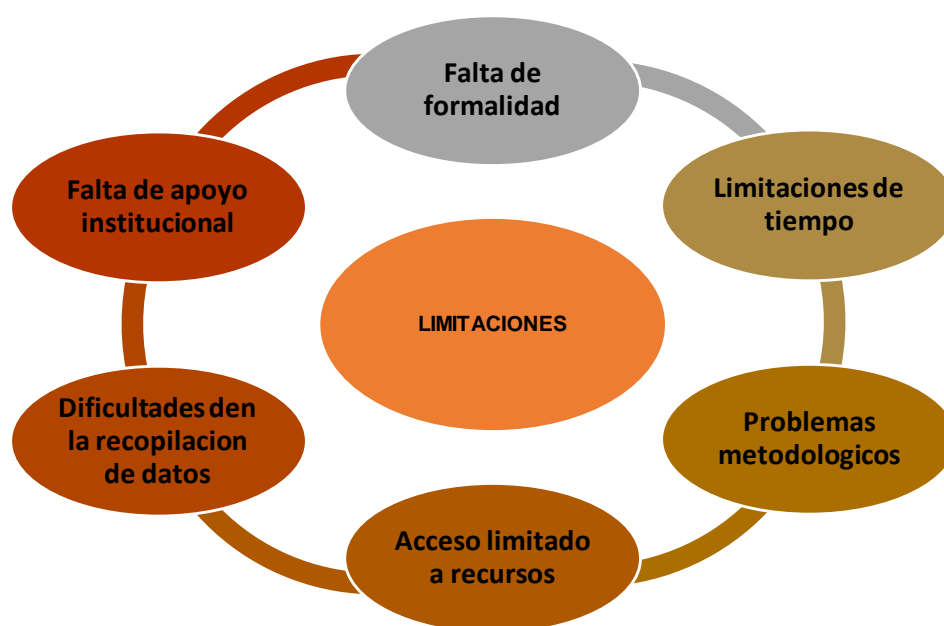 Falta de
formalidad
Limitaciones de
tiempo
Problemas
metodologicos
Acceso limitado
a recursos
Dificultades den
la recopilacion
de datos
Falta de apoyo
institucional
LIMITACIONES